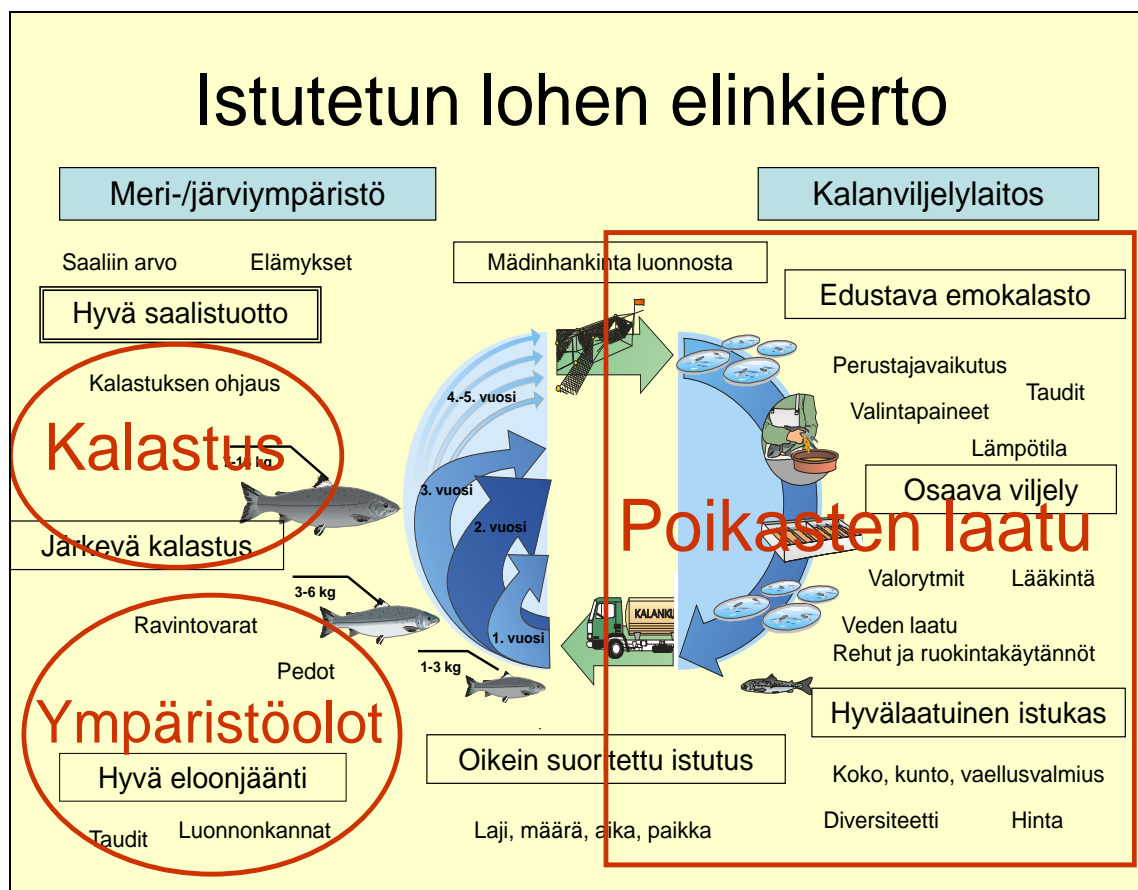 Istutetun lohen elinkierto
Meri-/järviympäristö
Kalanviljelylaitos
Saaliin arvo
Elämykset
Hyvä saalistuotto
Kalastuksen ohjaus
Kalastus
kg
Järkevä kalastus
3-6 kg
1-3 kg
Ravintovarat
Pedot
Ympäristöolot
Hyvä eloonjäänti
Taudit
Luonnonkannat
Mädinhankinta luonnosta
4.-5. vuosi
3. vuosi
2. vuosi
1. vuosi
KALANKU
Oikein suoritettu istutus
Laji, määrä, aika, paikka
Edustava emokalasto
Perustajavaikutus
Taudit
Valintapaineet
Lämpötila
Osaava viljely
Poikasten laatu
Valorytmit
Lääkintä
Veden laatu
Rehut ja ruokintakäytännöt
Hyvälaatuinen istukas
Koko, kunto, vaellusvalmius
Diversiteetti
Hinta